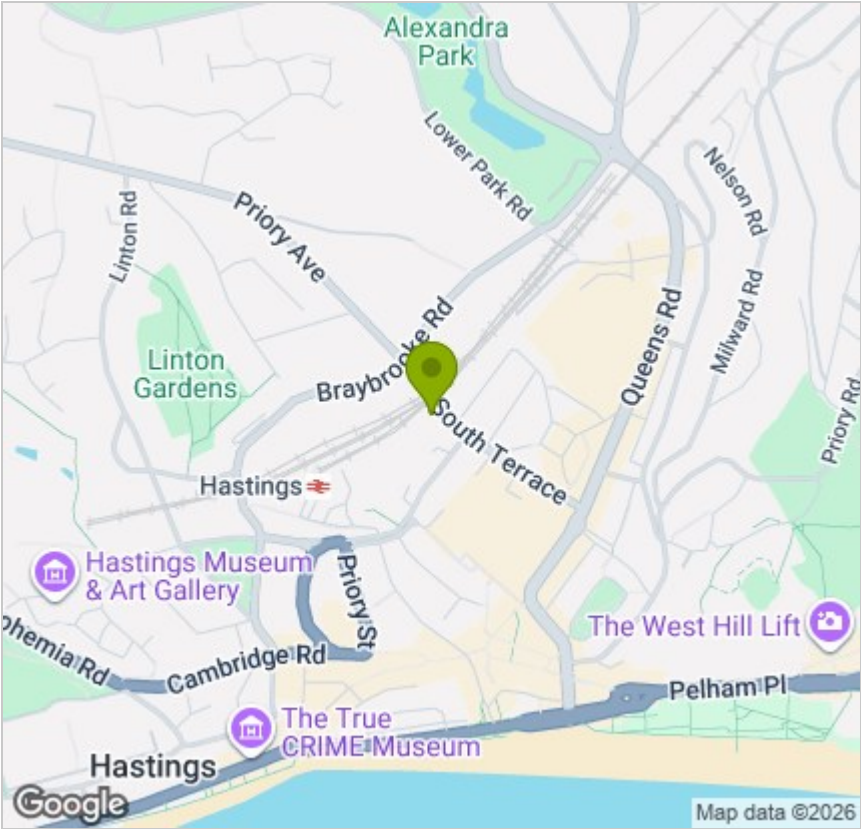 Alexandra
Park
Lower Park Rd
Nelson Rd
Linton Rd
Priory Ave
Milward Rd
Queens Rd
Braybrooke Rd
Linton
Gardens
Priory Rd
South Terrace
Hastings
Hastings Museum
& Art Gallery
Priory St
The West Hill Lift
ohemia Rd
Cambridge Rd
Pelham Pl
The True
CRIME Museum
Hastings
Google
Map data ©2026